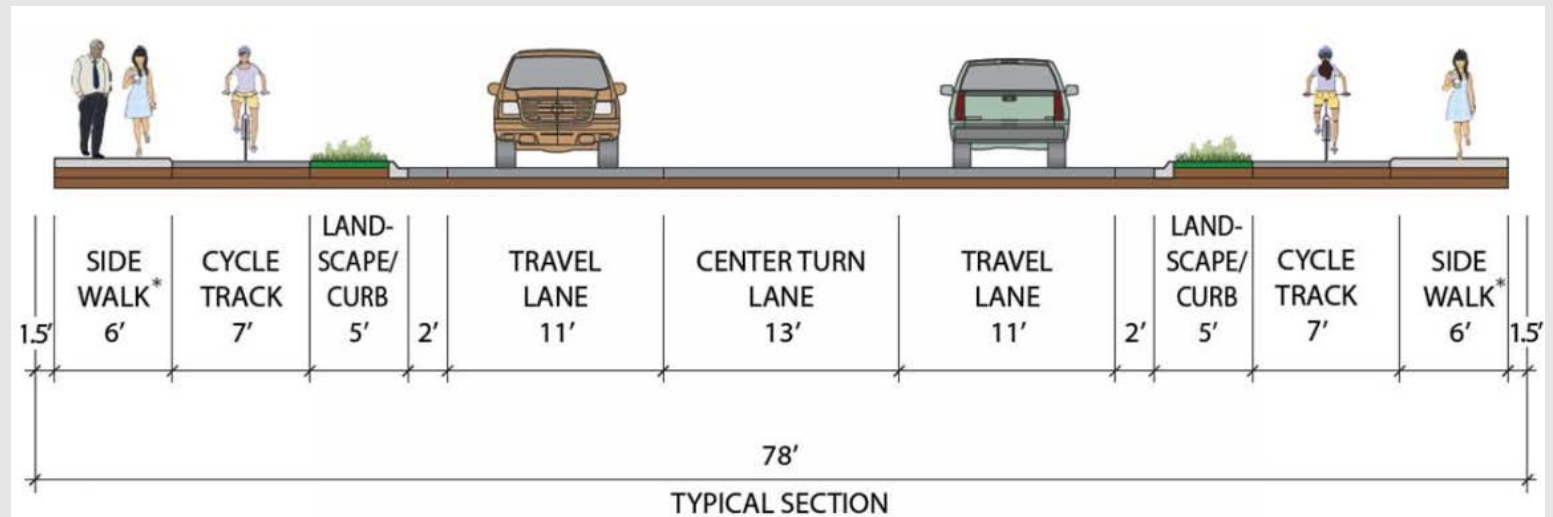 1.5'
SIDE
WALK*
6'
CYCLE
TRACK
7'
LAND-
SCAPE/
CURB
5'
2'
TRAVEL
LANE
11'
CENTER TURN
LANE
13'
TRAVEL
LANE
11'
2'
LAND-
SCAPE/
CURB
5'
CYCLE
TRACK
7'
SIDE
WALK*
6'
1.5'
78'
TYPICAL SECTION